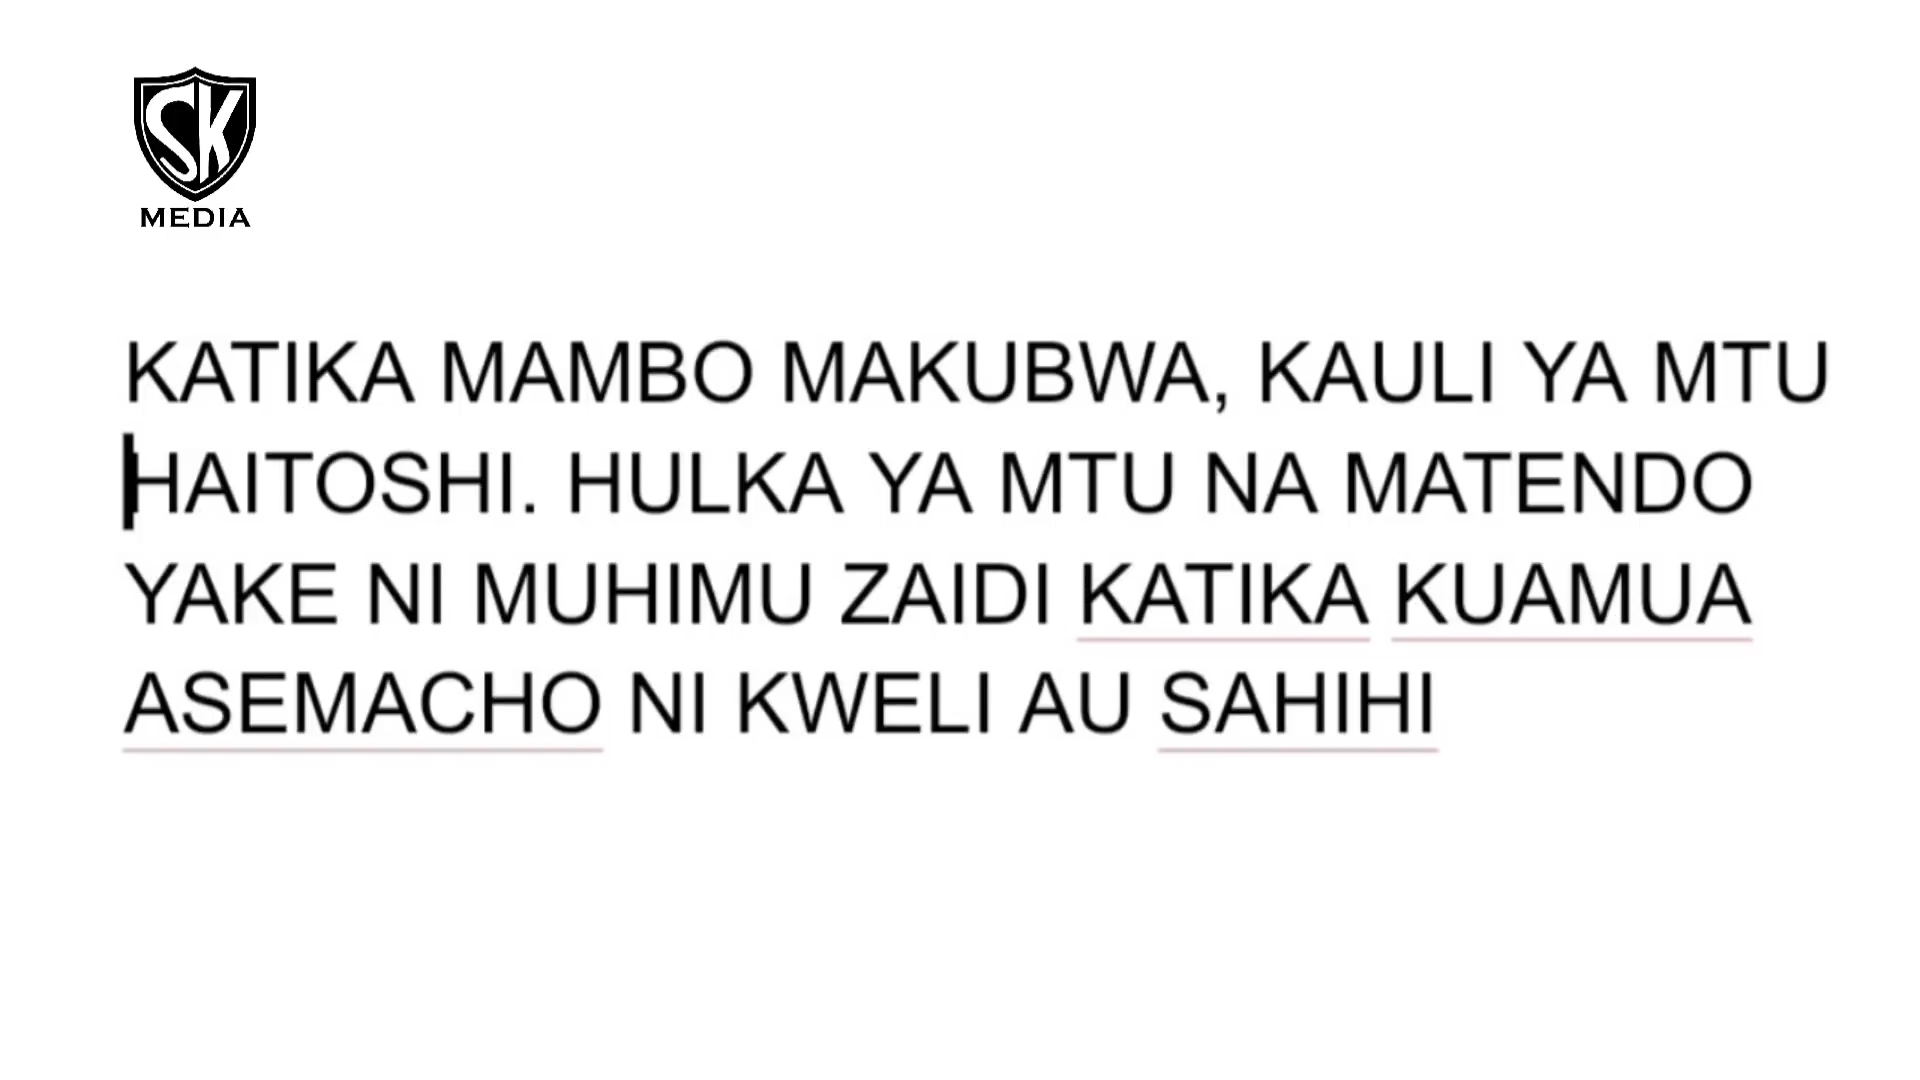 SK
MEDIA
KATIKA MAMBO MAKUBWA, KAULI YA MTU
HAITOSHI. HULKA YA MTU NA MATENDO
YAKE NI MUHIMU ZAIDI KATIKA KUAMUA
ASEMACHO NI KWELI AU SAHIHI